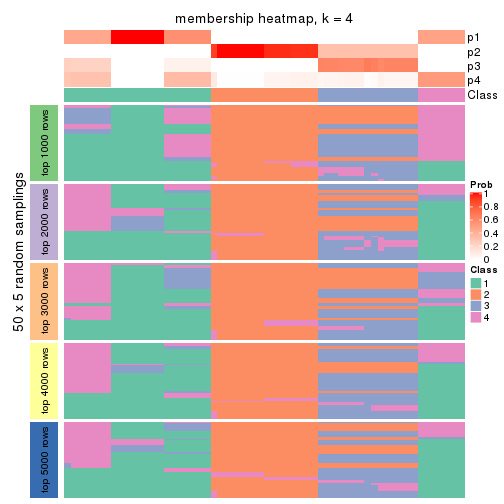 membership heatmap, k = 4
p1
p2
p3
p4
Class
50 x 5 random samplings
top 1000 rows
top 2000 rows
top 3000 rows
top 4000 rows
top 5000 rows
Prob
1
0.8
0.6
0.4
0.2
0
Class
1
2
3
4